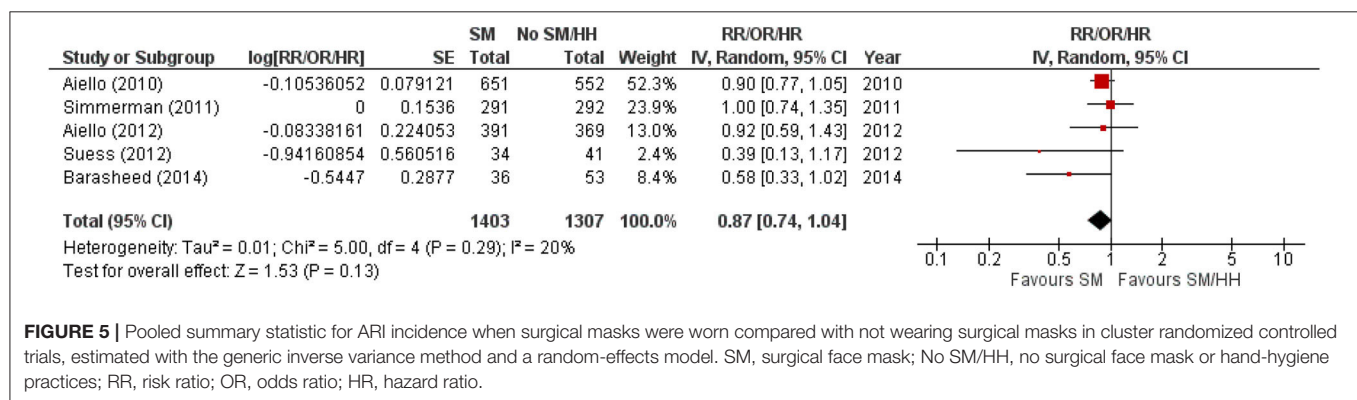 SM No SM/HH RR/OR/HR RR/OR/HR
Study or Subgroup log[RR/OR/HR] SE Total Total Weight IV, Random, 95% CI Year IV, Random, 95% CI
Aiello (2010) -0.10536052 0.079121 651 552 52.3% 0.90 [0.77, 1.05] 2010
Simmerman (2011) 0 0.1536 291 292 23.9% 1.00 [0.74, 1.35] 2011
Aiello (2012) -0.08338161 0.224053 391 369 13.0% 0.92 [0.59, 1.43] 2012
Suess (2012) -0.94160854 0.560516 34 41 2.4% 0.39 [0.13, 1.17] 2012
Barasheed (2014) -0.5447 0.2877 36 53 8.4% 0.58 [0.33, 1.02] 2014
Total (95% CI) 1403 1307 100.0% 0.87 [0.74, 1.04]
Heterogeneity: Tau² = 0.01; Chi² = 5.00, df = 4 (P = 0.29); I² = 20%
Test for overall effect: Z = 1.53 (P = 0.13)
0.1 0.2 0.5 1 2 5 10
Favours SM Favours SM/HH
FIGURE 5 | Pooled summary statistic for ARI incidence when surgical masks were worn compared with not wearing surgical masks in cluster randomized controlled
trials, estimated with the generic inverse variance method and a random-effects model. SM, surgical face mask; No SM/HH, no surgical face mask or hand-hygiene
practices; RR, risk ratio; OR, odds ratio; HR, hazard ratio.